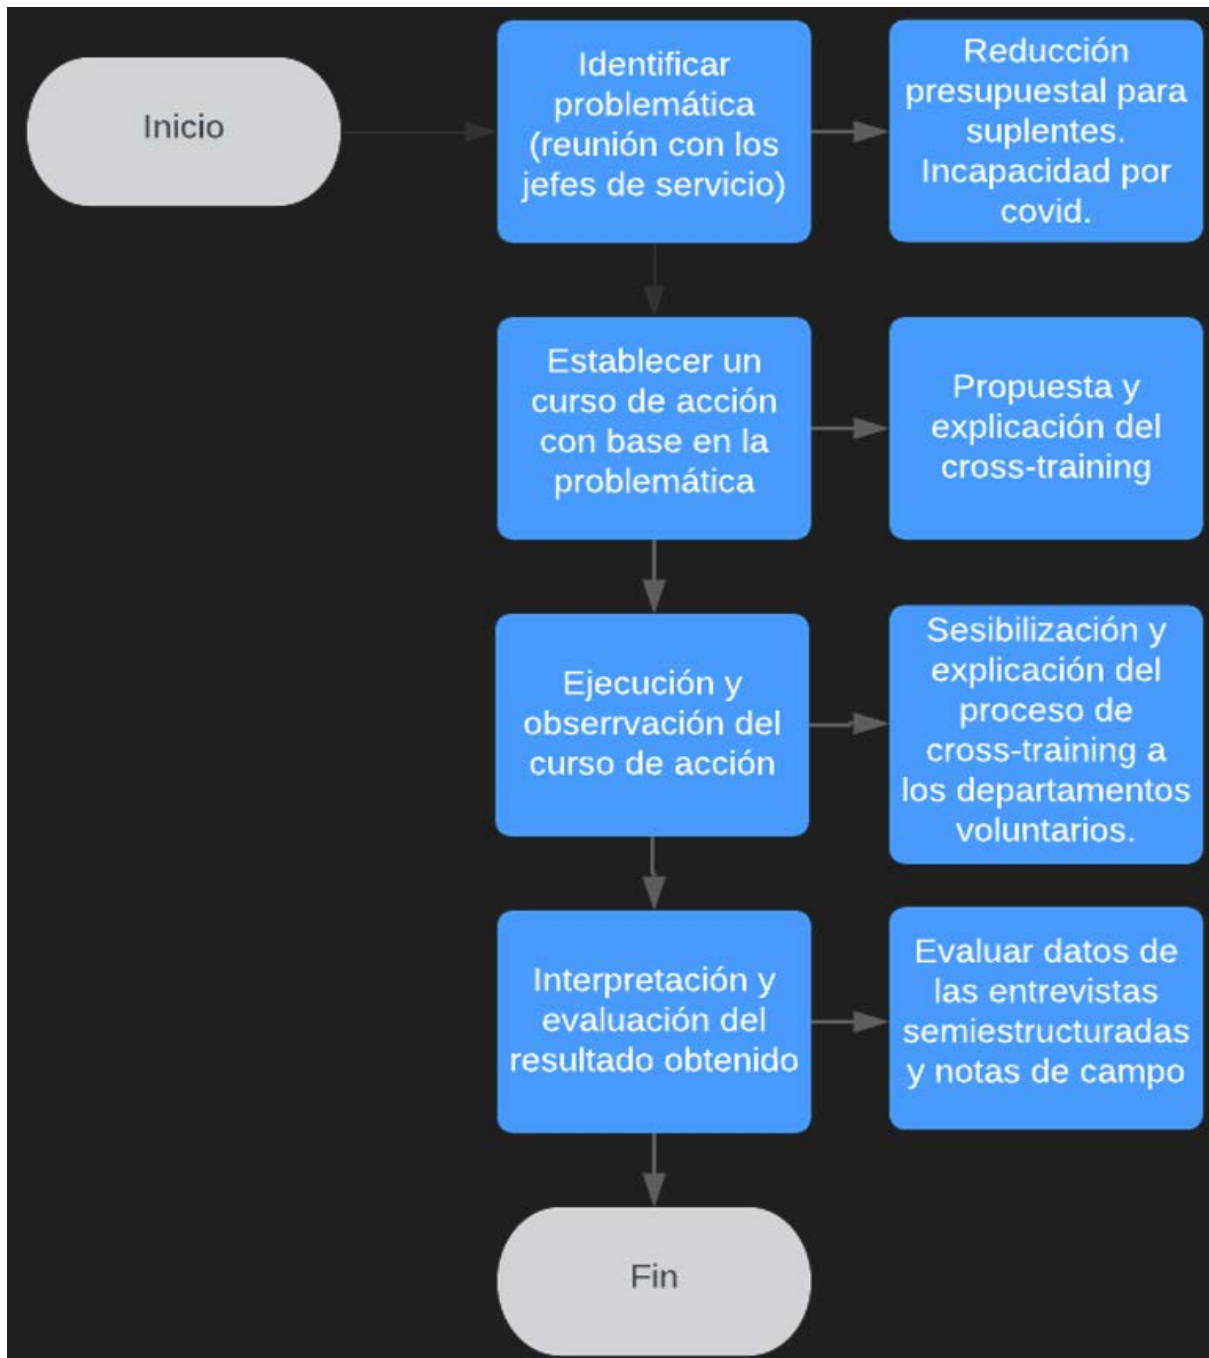 Inicio
Identificar
problemática
(reunión con los
jefes de servicio)
Reducción
presupuestal para
suplentes.
Incapacidad por
covid.
Establecer un
curso de acción
con base en la
problemática
Propuesta y
explicación del
cross-training
Ejecución y
obserrvación del
curso de acción
Sesibilización y
explicación del
proceso de
cross-training a
los departamentos
voluntarios.
Interpretación y
evaluación del
resultado obtenido
Evaluar datos de
las entrevistas
semiestructuradas
y notas de campo
Fin